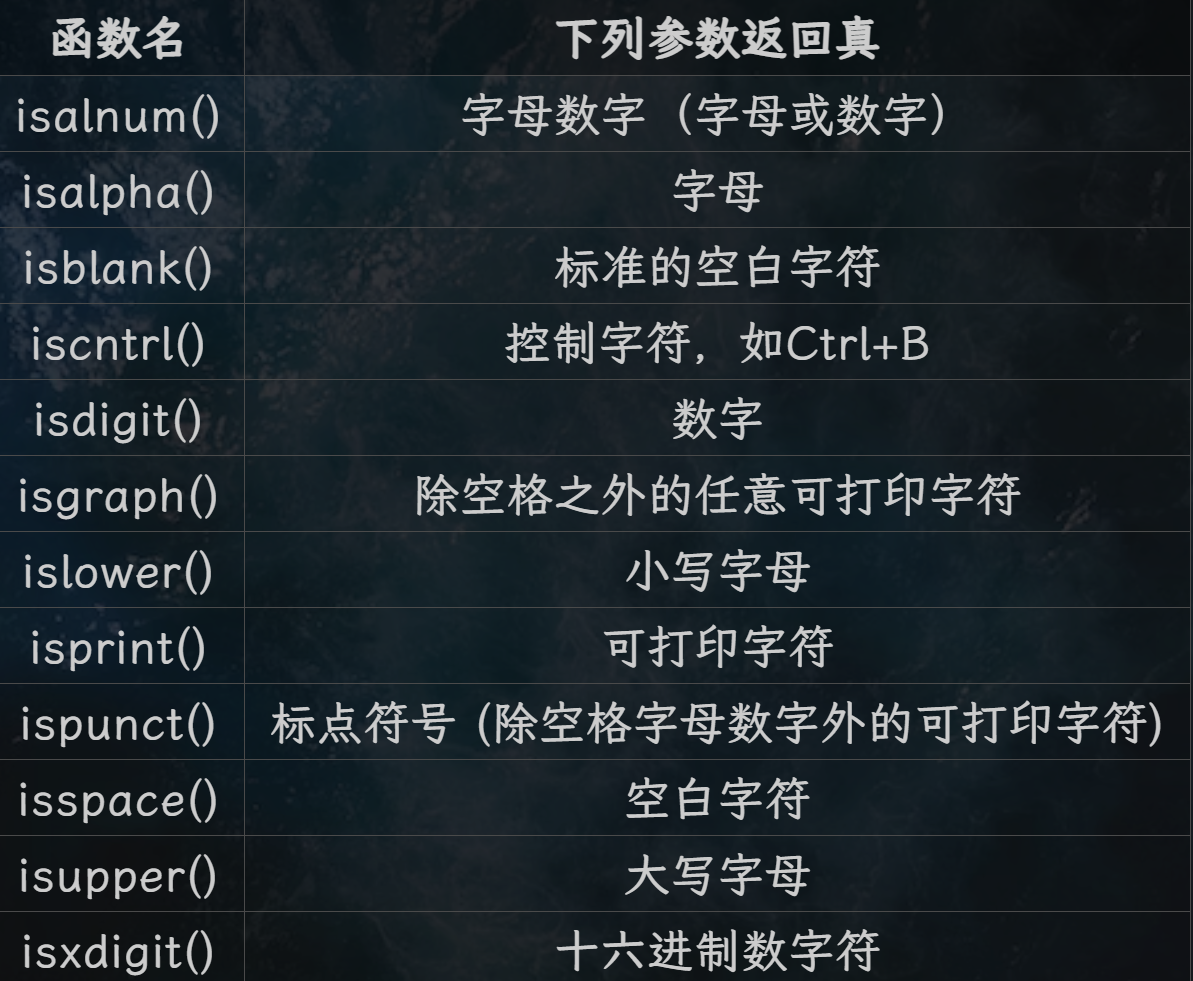 函数名 下列参数返回真
isalnum() 字母数字（字母或数字）
isalpha() 字母
isblank() 标准的空白字符
iscntrl() 控制字符，如Ctrl+B
isdigit() 数字
isgraph() 除空格之外的任意可打印字符
islower() 小写字母
isprint() 可打印字符
ispunct() 标点符号 (除空格字母数字外的可打印字符)
isspace() 空白字符
isupper() 大写字母
isxdigit() 十六进制数字符